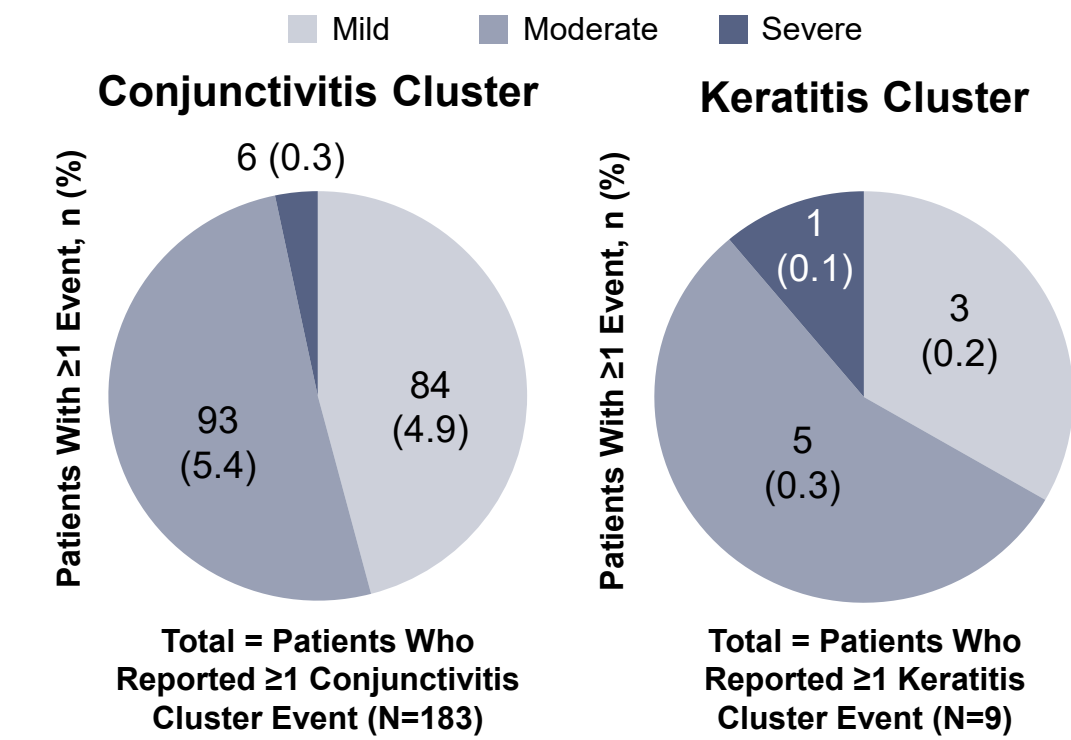 Mild Moderate Severe
Conjunctivitis Cluster
Patients With ≥1 Event, n (%)
6 (0.3)
84
(4.9)
93
(5.4)
Total = Patients Who
Reported ≥1 Conjunctivitis
Cluster Event (N=183)
Keratitis Cluster
Patients With ≥1 Event, n (%)
1
(0.1)
3
(0.2)
5
(0.3)
Total = Patients Who
Reported ≥1 Keratitis
Cluster Event (N=9)